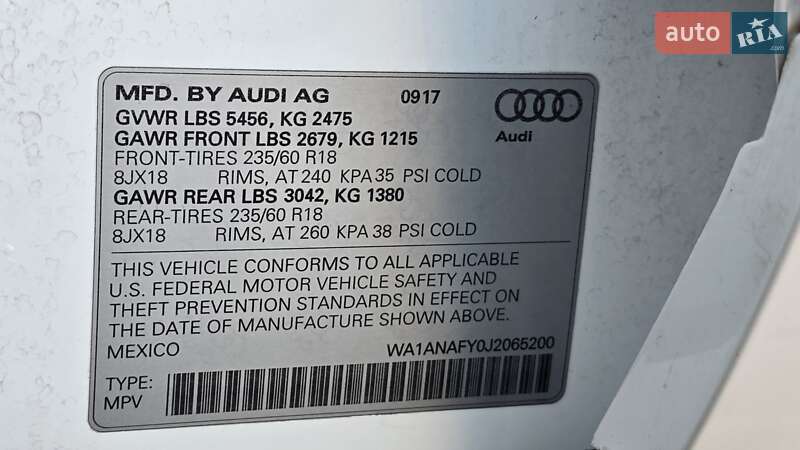 auto RIA
.com
MFD. BY AUDI AG 0917
GVWR LBS 5456, KG 2475
GAWR FRONT LBS 2679, KG 1215
Audi
FRONT-TIRES 235/60 R18
8JX18 RIMS, AT 240 KPA 35 PSI COLD
GAWR REAR LBS 3042, KG 1380
REAR-TIRES 235/60 R18
8JX18 RIMS, AT 260 KPA 38 PSI COLD
THIS VEHICLE CONFORMS TO ALL APPLICABLE
U.S. FEDERAL MOTOR VEHICLE SAFETY AND
THEFT PREVENTION STANDARDS IN EFFECT ON
THE DATE OF MANUFACTURE SHOWN ABOVE.
MEXICO WA1ANAFY0J2065200
TYPE:
MPV